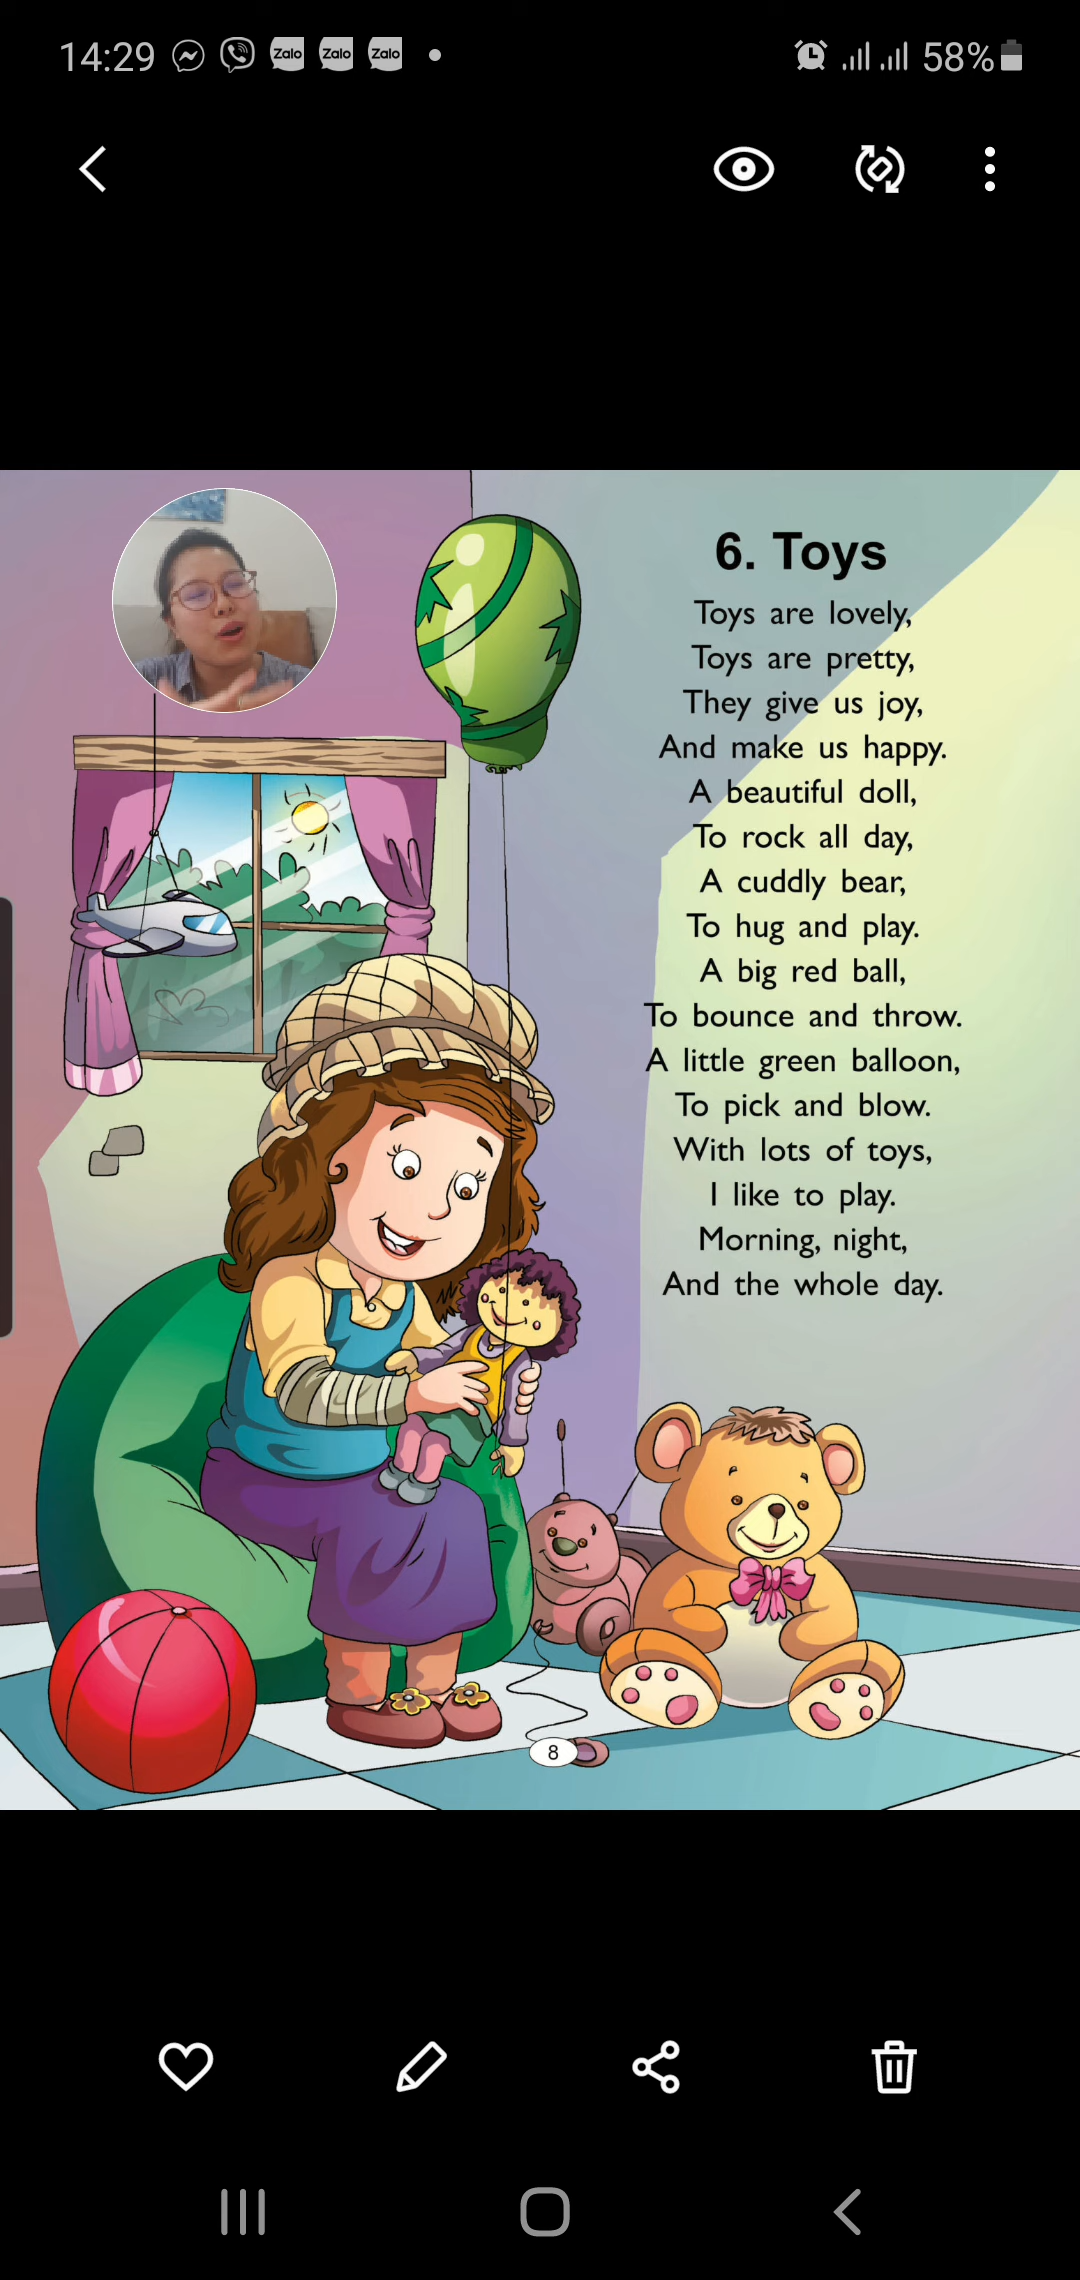 14:29
Zalo
Zalo
Zalo
58%
6. Toys
Toys are lovely,
Toys are pretty,
They give us joy,
And make us happy.
A beautiful doll,
To rock all day,
A cuddly bear,
To hug and play.
A big red ball,
To bounce and throw.
A little green balloon,
To pick and blow.
With lots of toys,
I like to play.
Morning, night,
And the whole day.
8